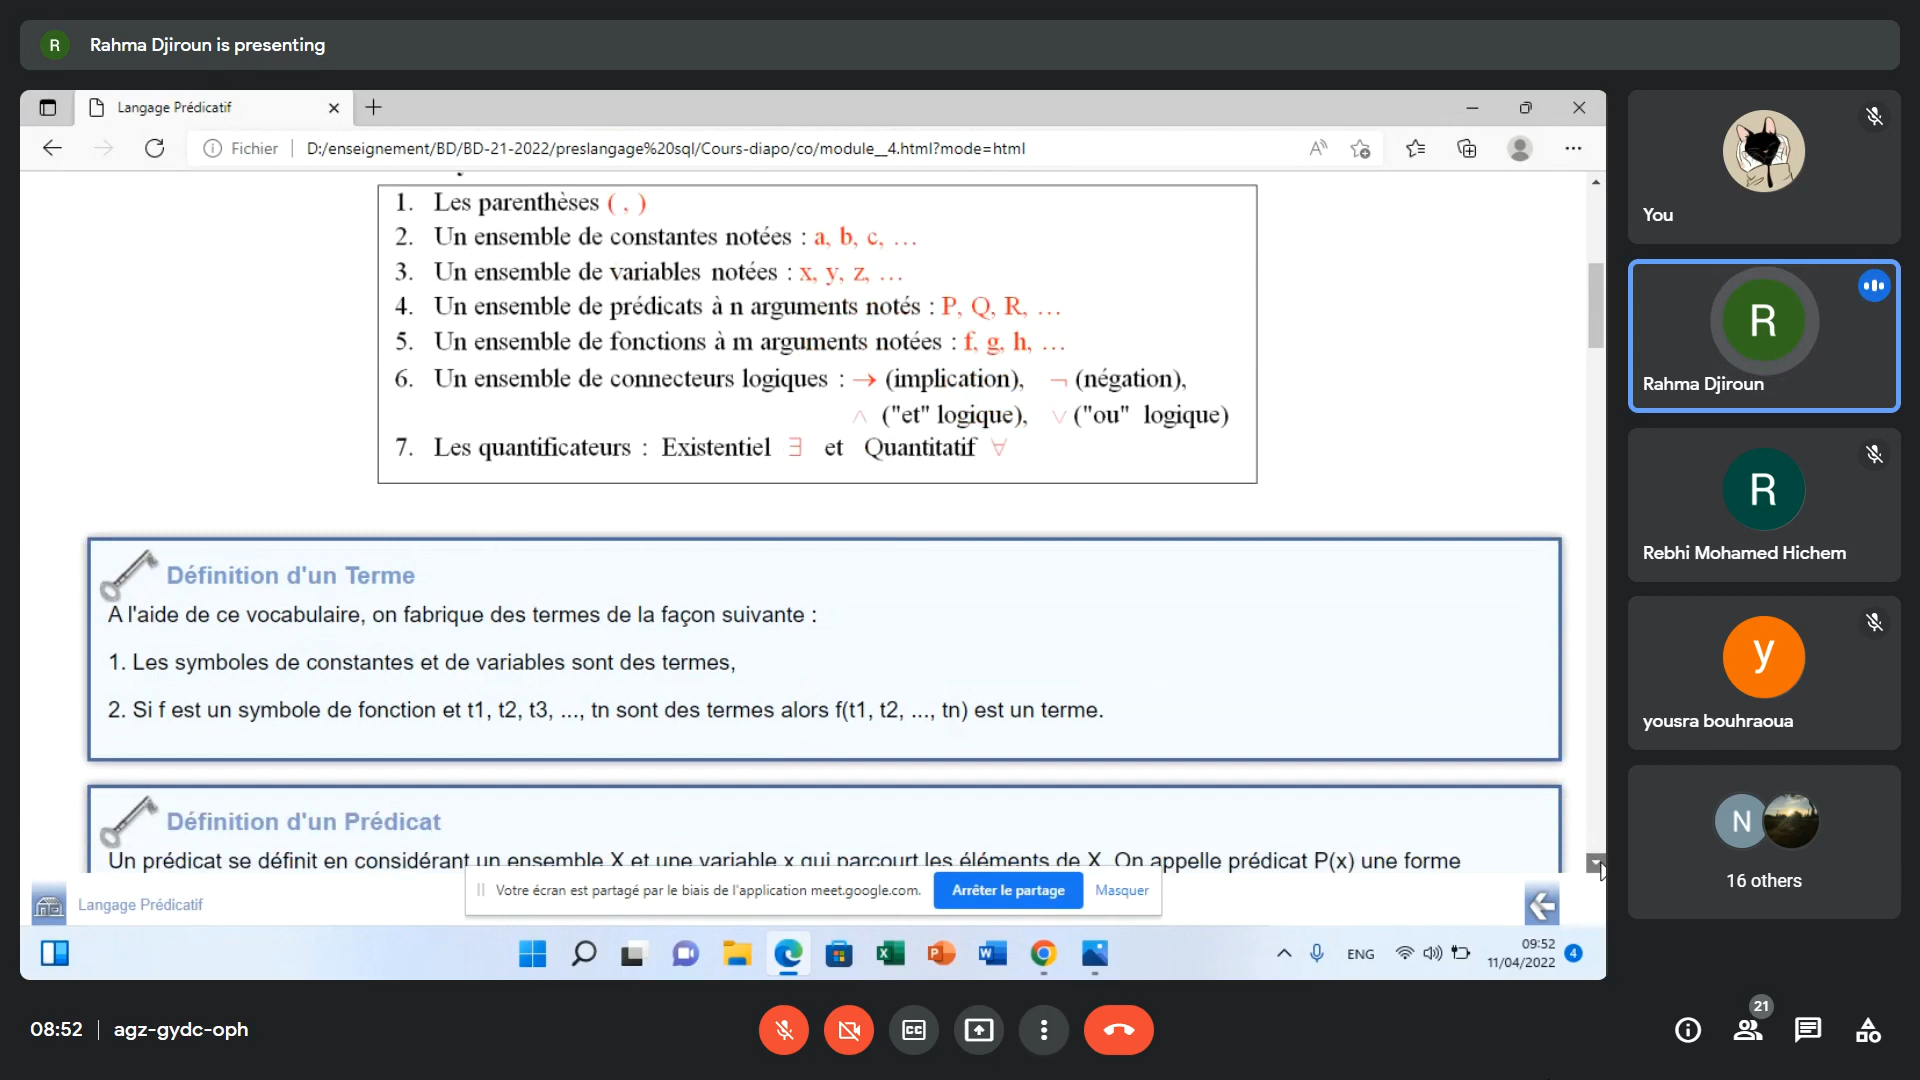 R Rahma Djiroun is presenting
Langage Prédicatif
Fichier D:/enseignement/BD/BD-21-2022/preslangage%20sql/Cours-diapo/co/module__4.html?mode=html
1. Les parenthèses ( , )
2. Un ensemble de constantes notées : a, b, c, …
3. Un ensemble de variables notées : x, y, z, …
4. Un ensemble de prédicats à n arguments notés : P, Q, R, …
5. Un ensemble de fonctions à m arguments notées : f, g, h, …
6. Un ensemble de connecteurs logiques : → (implication), ¬ (négation),
∧ ("et" logique), ∨ ("ou" logique)
7. Les quantificateurs : Existentiel ∃ et Quantitatif ∀
Définition d'un Terme
A l'aide de ce vocabulaire, on fabrique des termes de la façon suivante :
1. Les symboles de constantes et de variables sont des termes,
2. Si f est un symbole de fonction et t1, t2, t3, ..., tn sont des termes alors f(t1, t2, ..., tn) est un terme.
Définition d'un Prédicat
Un prédicat se définit en considérant un ensemble X et une variable x qui parcourt les éléments de X. On appelle prédicat P(x) une forme
Votre écran est partagé par le biais de l'application meet.google.com. Arrêter le partage Masquer
Langage Prédicatif
ENG
09:52
11/04/2022
4
You
R
Rahma Djiroun
R
Rebhi Mohamed Hichem
y
yousra bouhraoua
N
16 others
08:52 agz-gydc-oph
CC
21